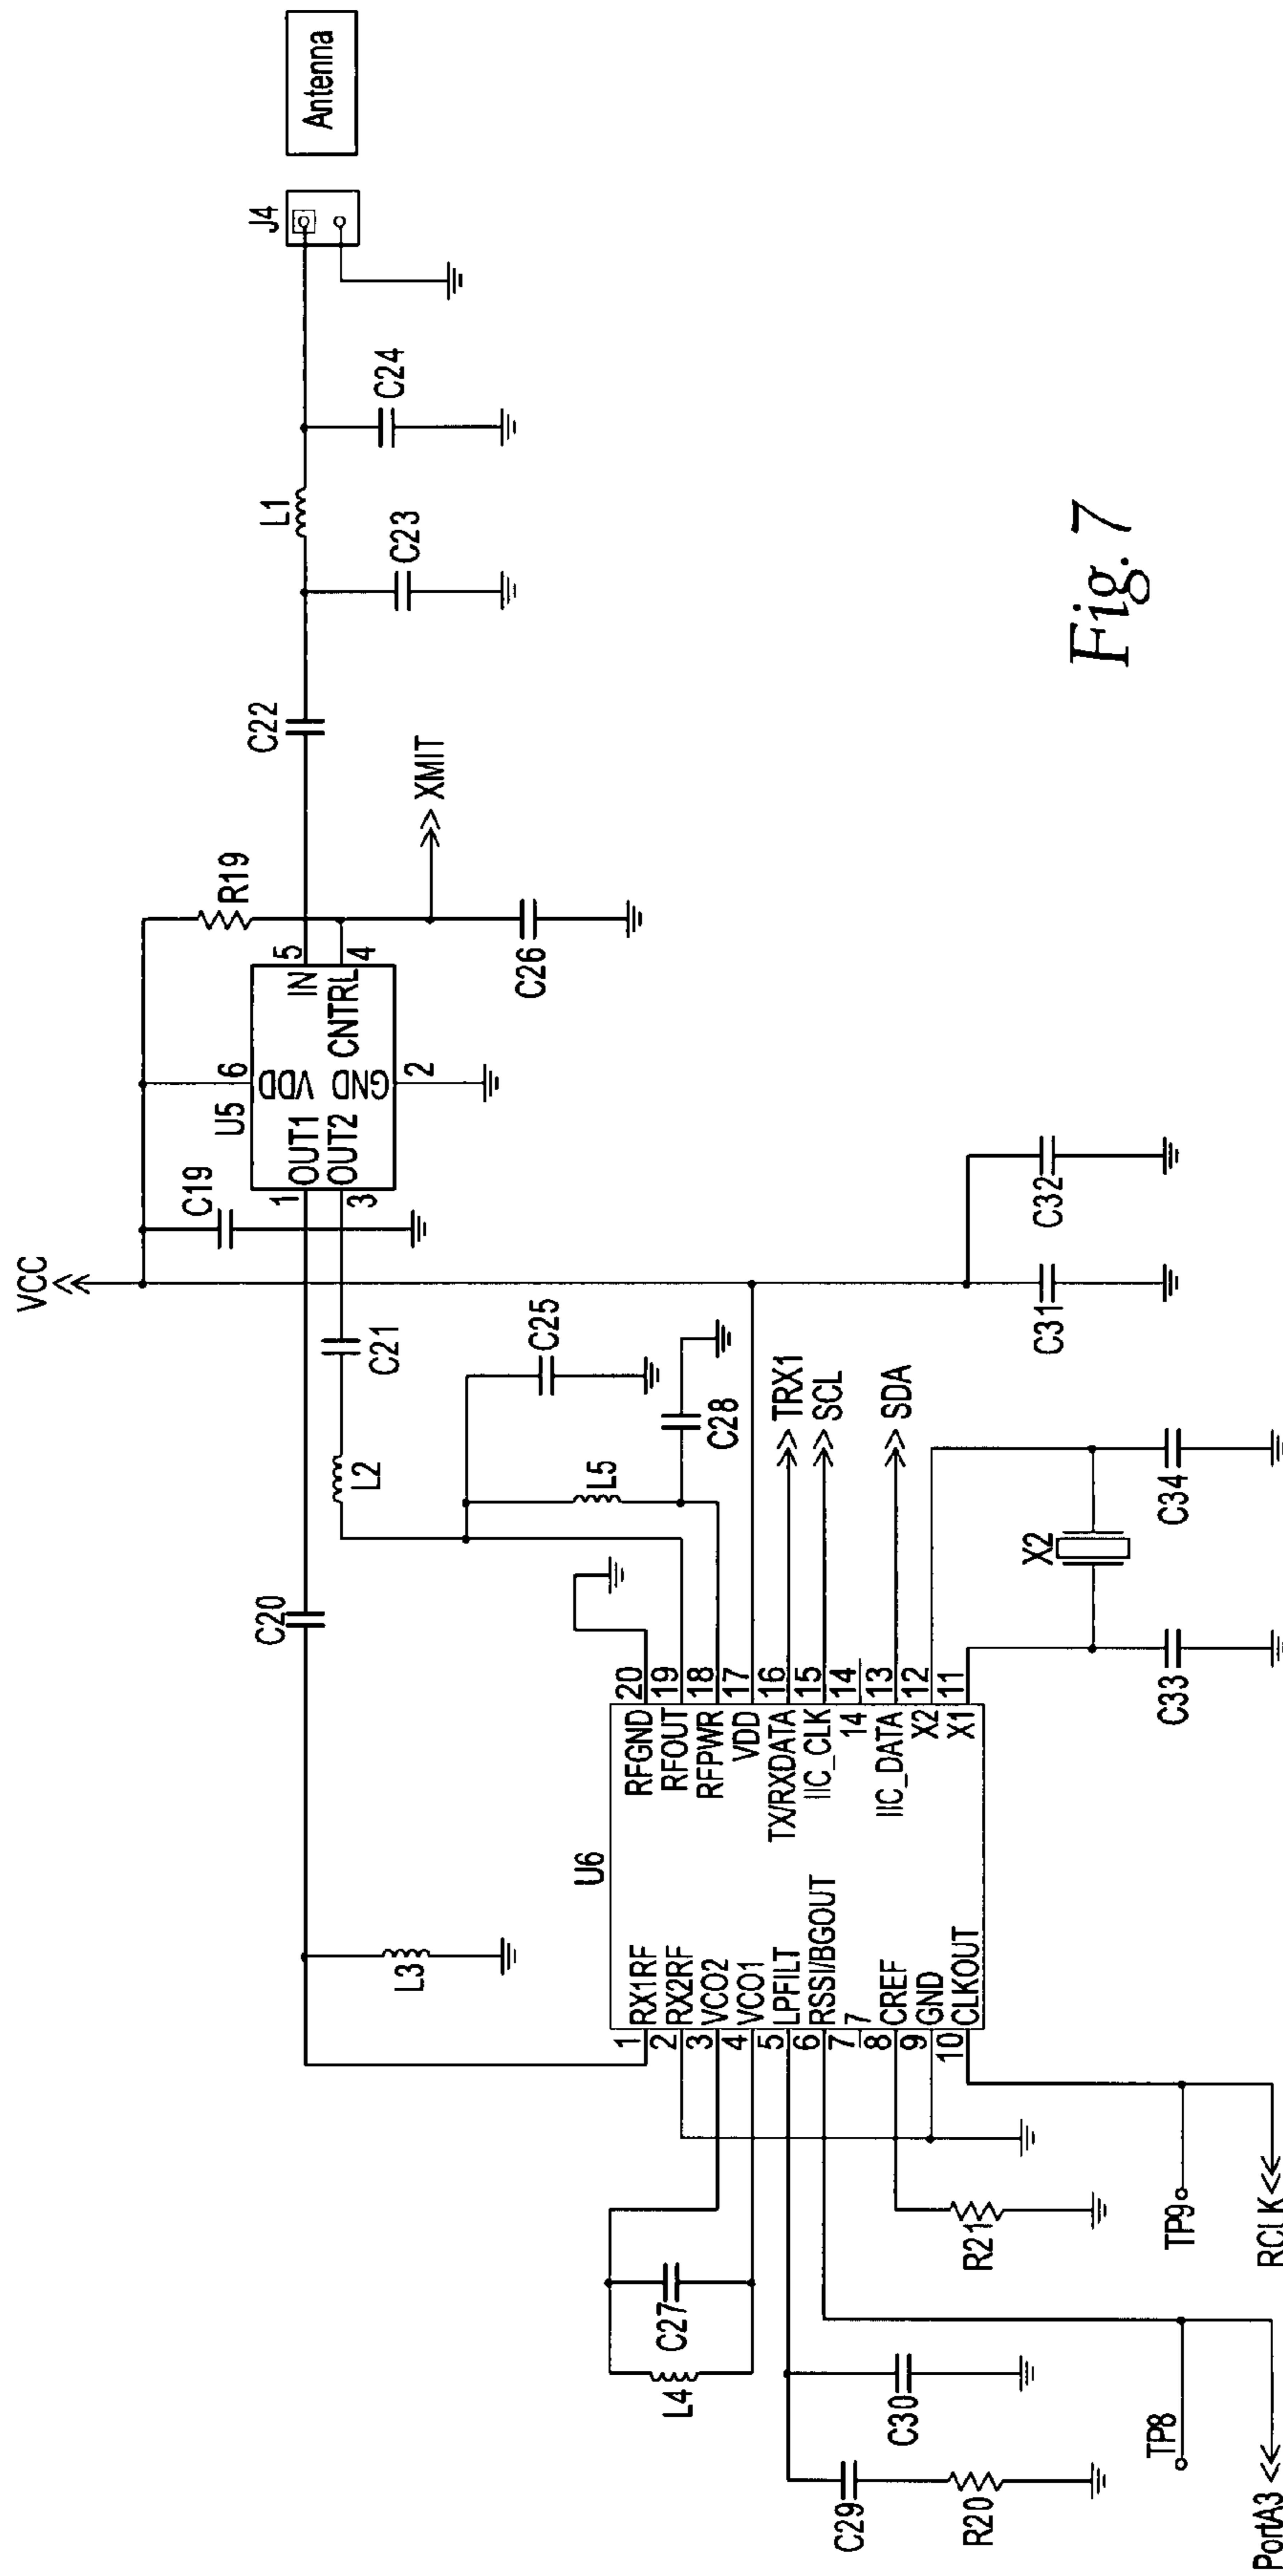 Antenna
J4
C24
L1
C23
C22
XMIT
R19
5
IN
4
CNTRL
C26
6
VDD
GND
2
U5
OUT1
OUT2
1
3
C19
VCC
C21
C20
L2
C25
C28
L5
L3
C32
C31
TRX1
SCL
SDA
C34
X2
C33
U6
20
RFGND
19
RFOUT
18
RFPWR
17
VDD
16
TX/RXDATA
15
IIC_CLK
14
14
13
IIC_DATA
12
X2
11
X1
1
RX1RF
2
RX2RF
3
VCO2
4
VCO1
5
LPFILT
6
RSSI/BGOUT
7
7
8
CREF
9
GND
10
CLKOUT
L4
C27
C30
C29
R20
R21
TP9
RCLK
TP8
PortA3
Fig. 7